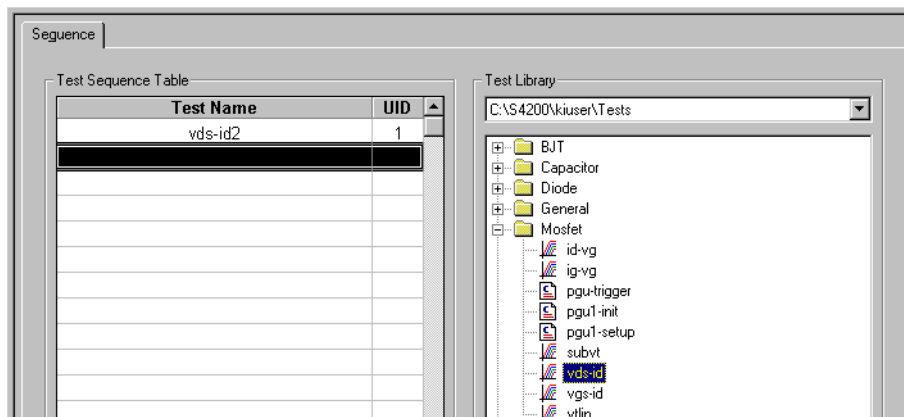 Sequence
Test Sequence Table
Test Name UID
vds-id2 1
Test Library
C:\S4200\kiuser\Tests
BJT
Capacitor
Diode
General
Mosfet
id-vg
ig-vg
pgu-trigger
pgu1-init
pgu1-setup
subvt
vds-id
vgs-id
vtlin